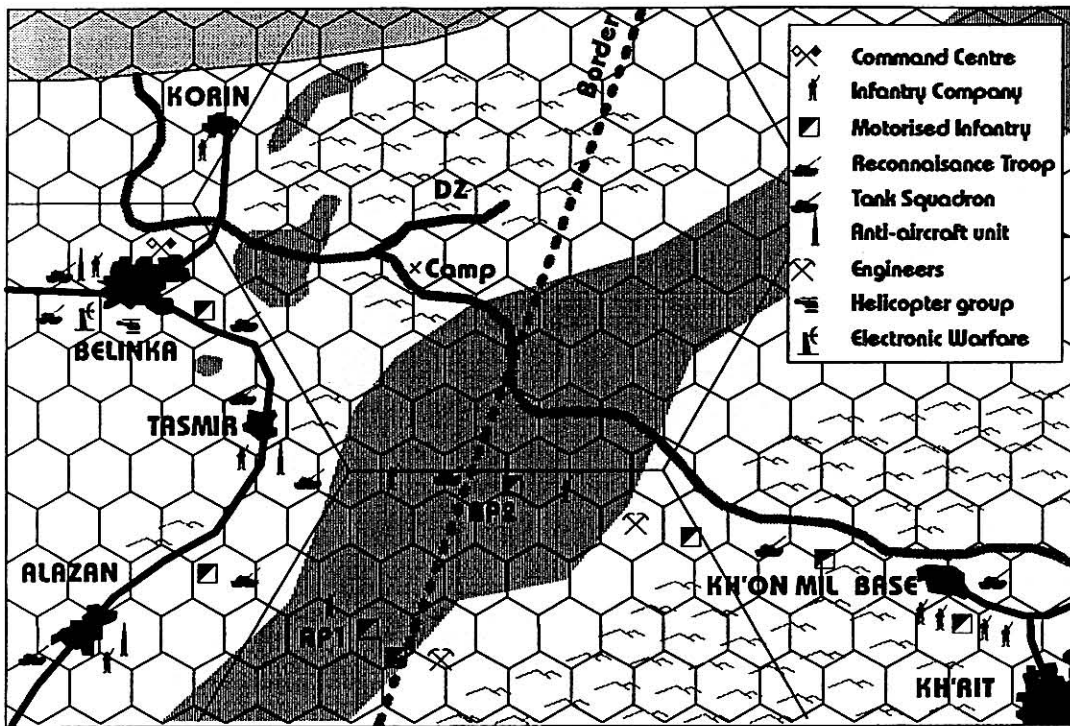 Border
Command Centre
Infantry Company
Motorised Infantry
Reconnaisance Troop
Tank Squadron
Anti-aircraft unit
Engineers
Helicopter group
Electronic Warfare
KORIN
DZ
Camp
BELINKA
TASMIR
RP2
ALAZAN
KH'ON MIL BASE
RP1
KH'RIT